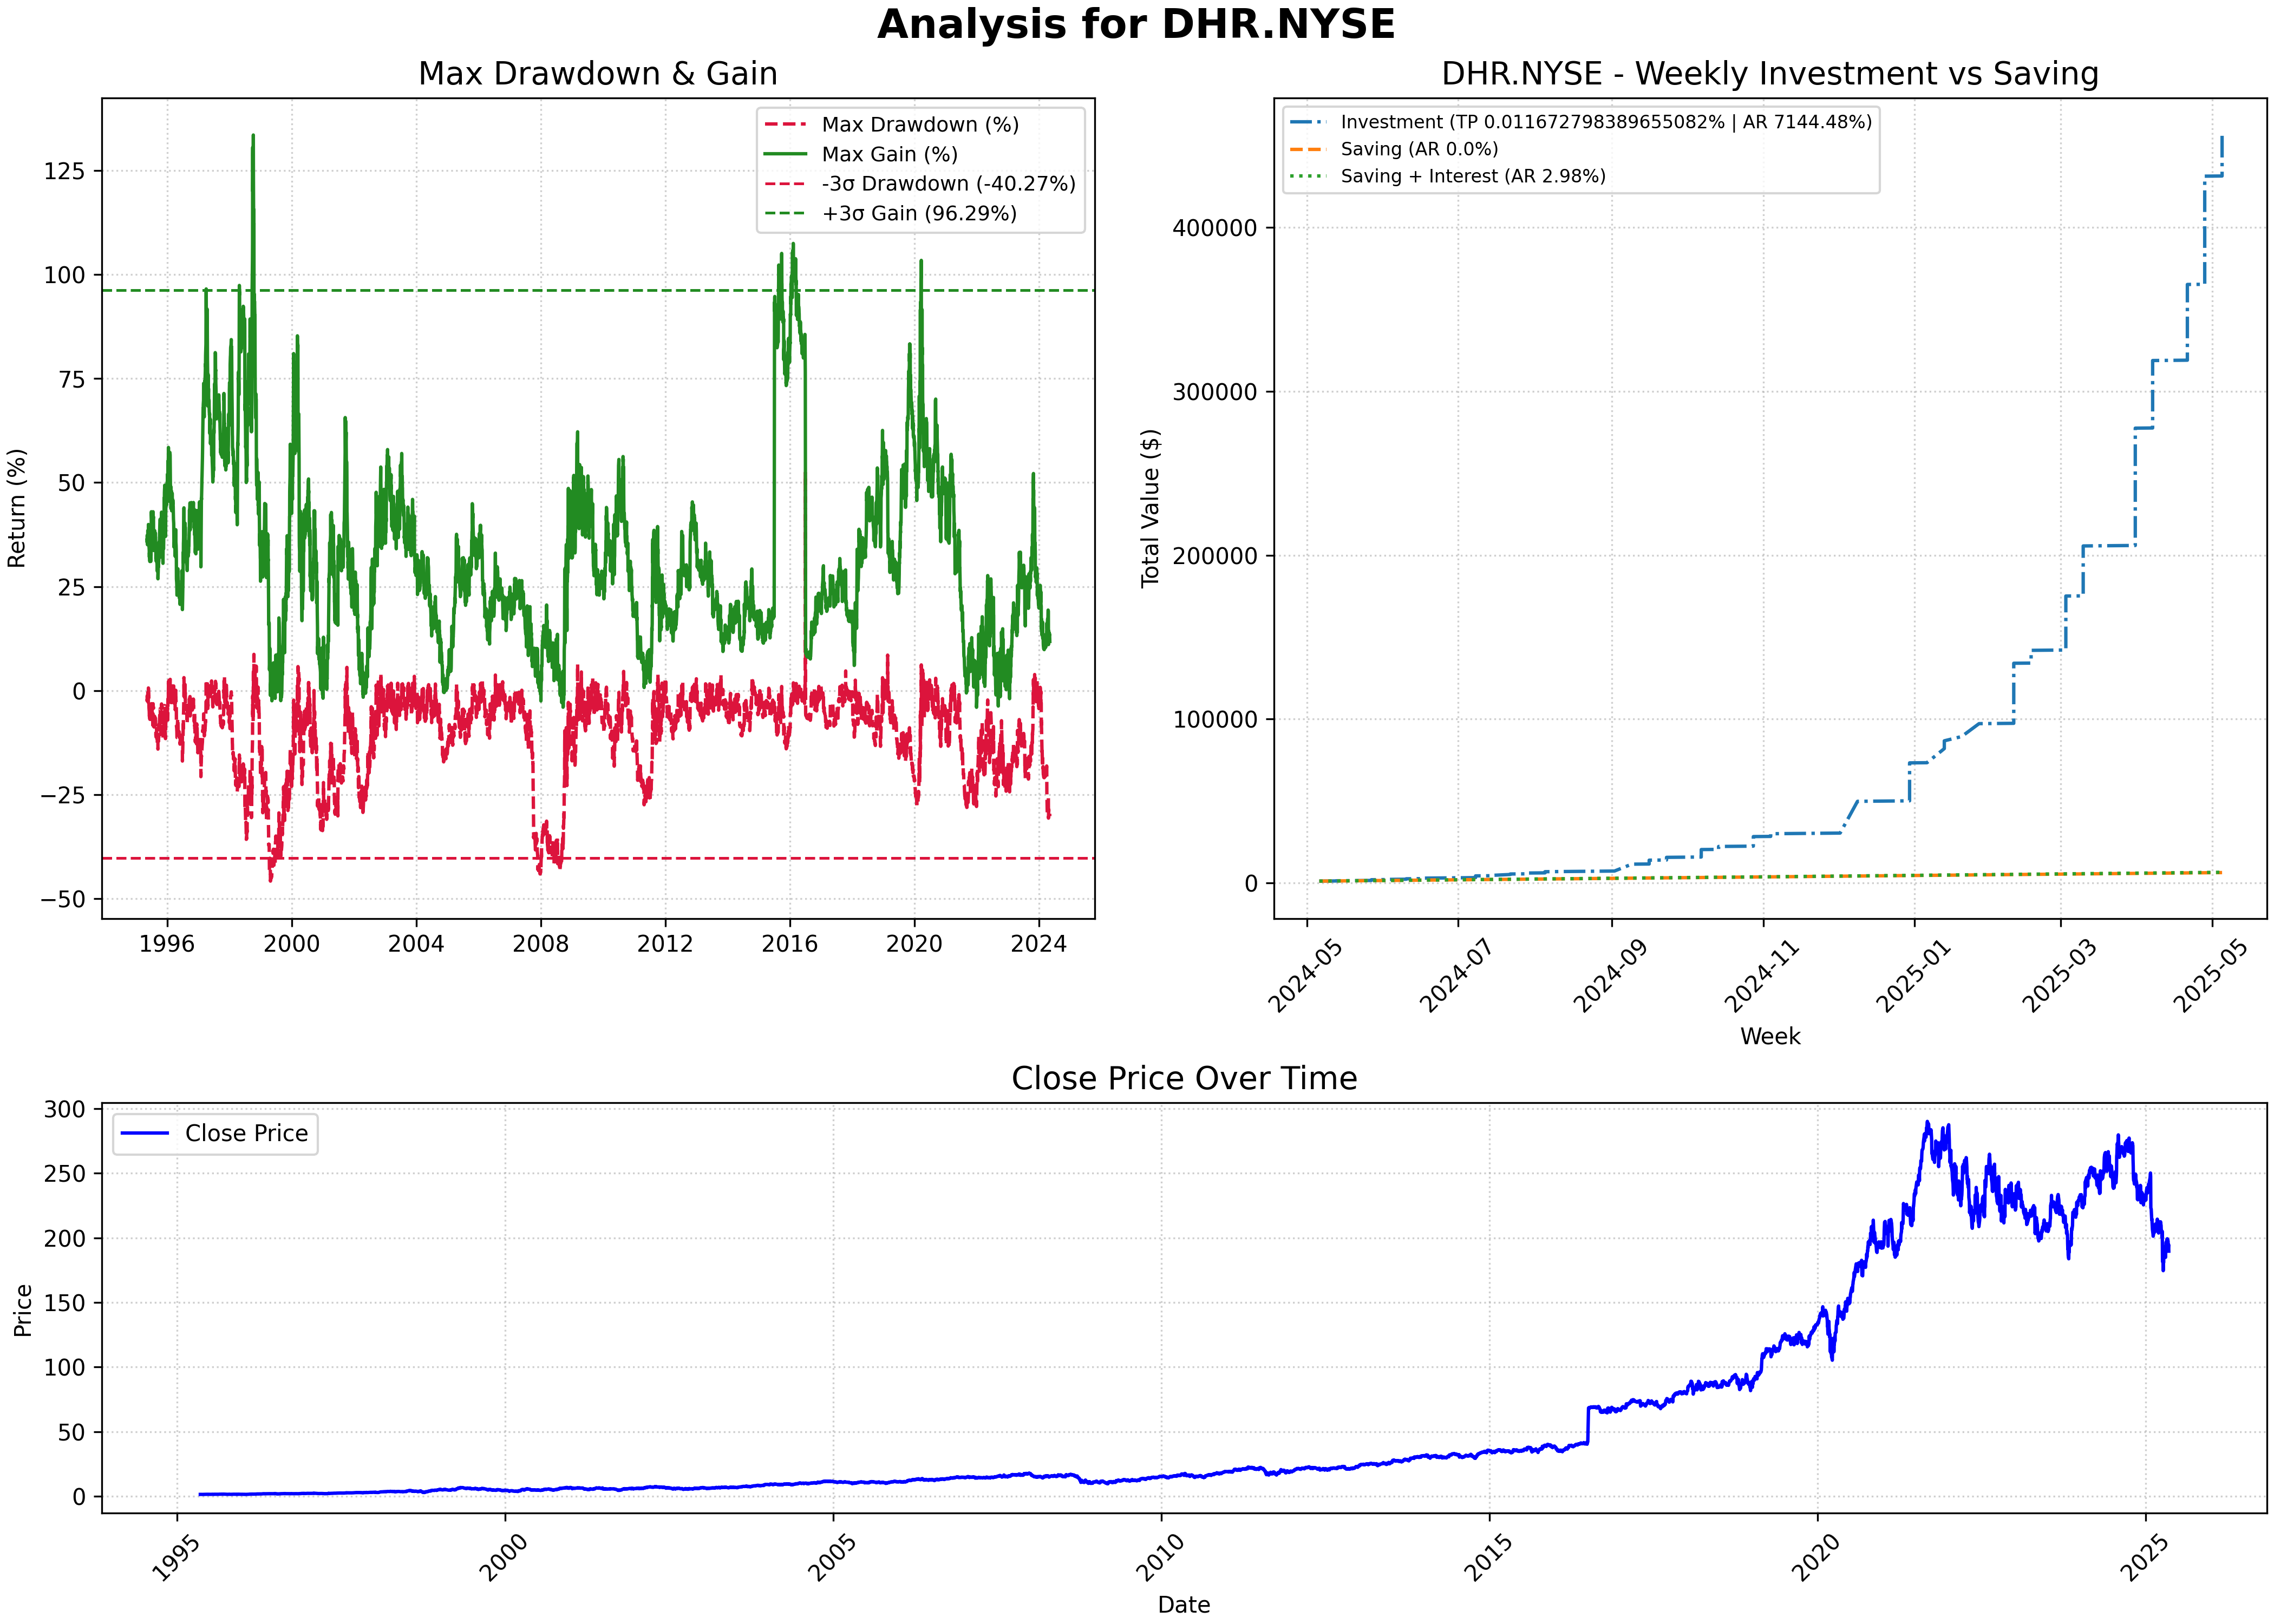 Analysis for DHR.NYSE
Max Drawdown & Gain
Return (%)
125
100
75
50
25
0
−25
−50
1996
2000
2004
2008
2012
2016
2020
2024
Max Drawdown (%)
Max Gain (%)
-3σ Drawdown (-40.27%)
+3σ Gain (96.29%)
DHR.NYSE - Weekly Investment vs Saving
Total Value ($)
400000
300000
200000
100000
0
Investment (TP 0.011672798389655082% | AR 7144.48%)
Saving (AR 0.0%)
Saving + Interest (AR 2.98%)
2024-05
2024-07
2024-09
2024-11
2025-01
2025-03
2025-05
Week
Close Price Over Time
Price
300
250
200
150
100
50
0
Close Price
1995
2000
2005
2010
2015
2020
2025
Date